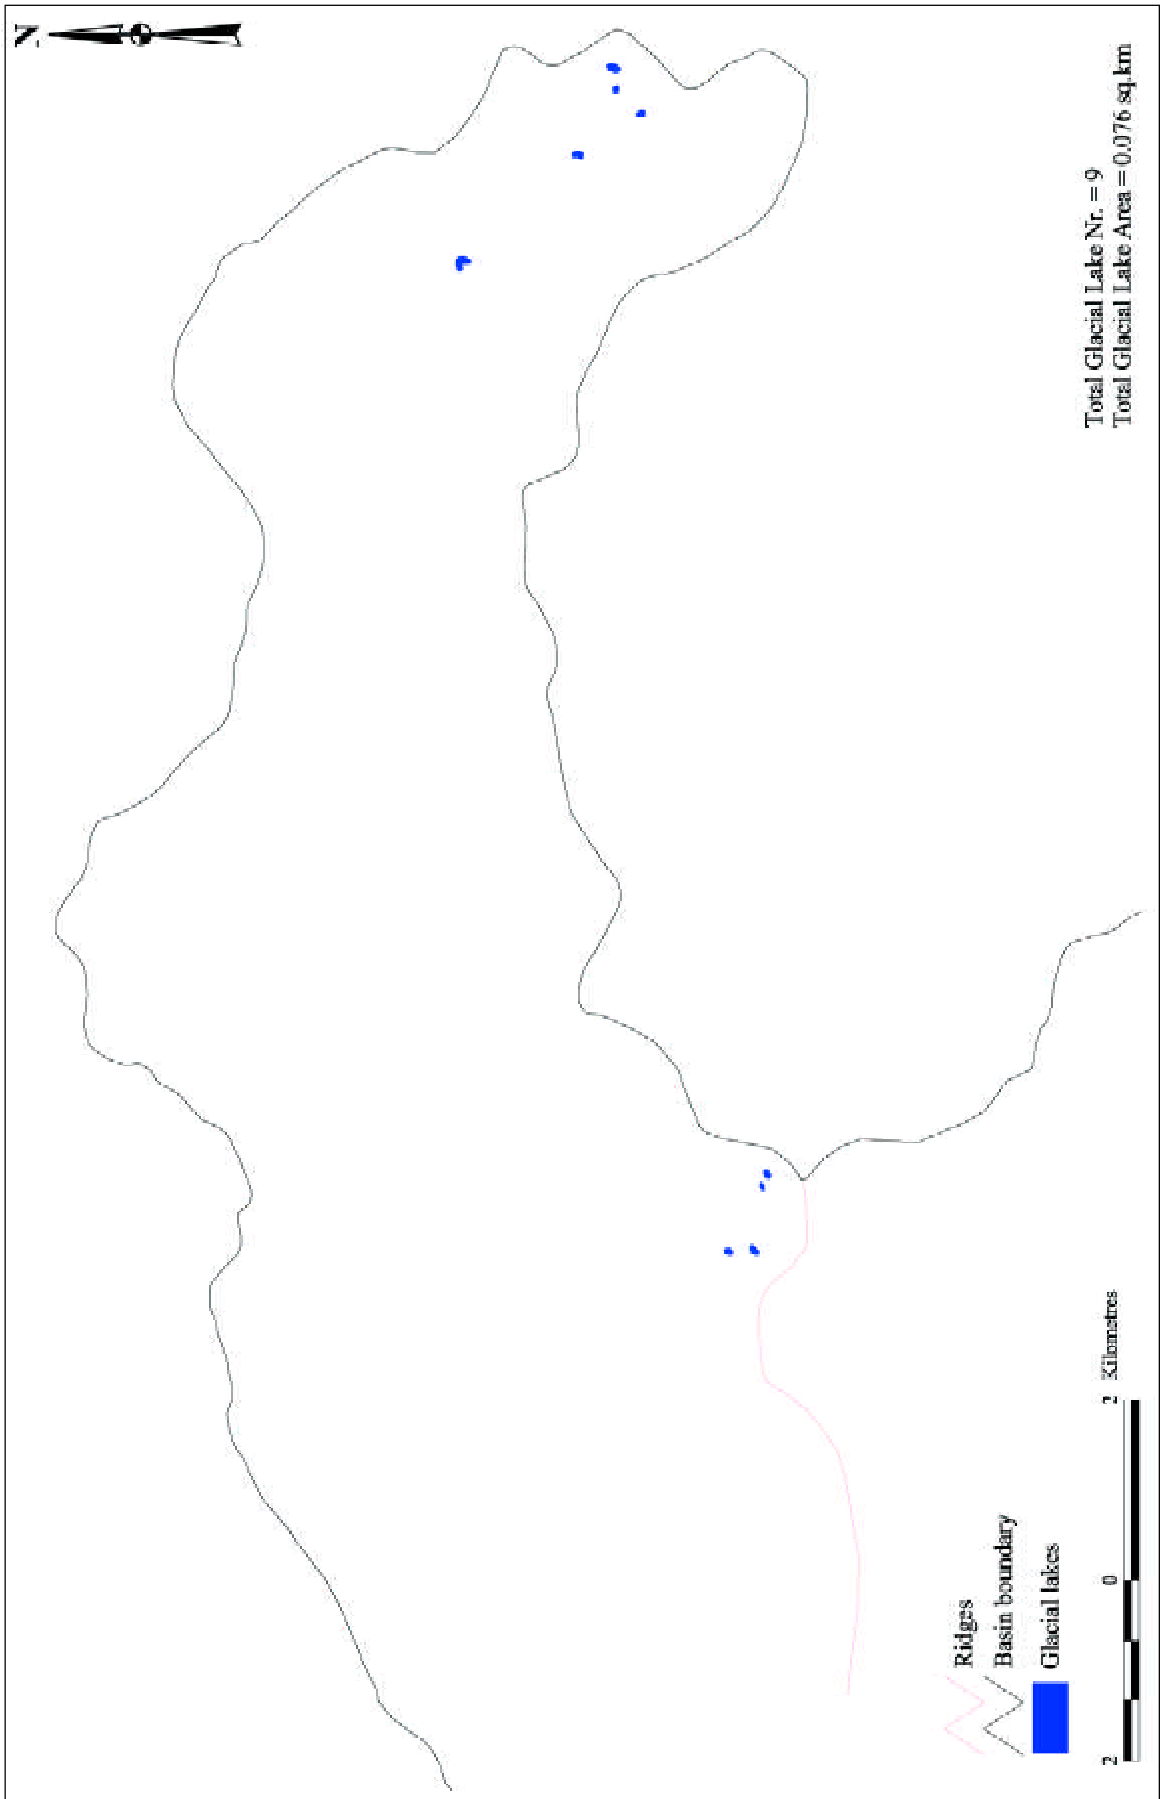 N
Total Glacial Lake Nr. = 9
Total Glacial Lake Area = 0.076 sq.km
Ridges
Basin boundary
Glacial lakes
2 0 2 Kilometres